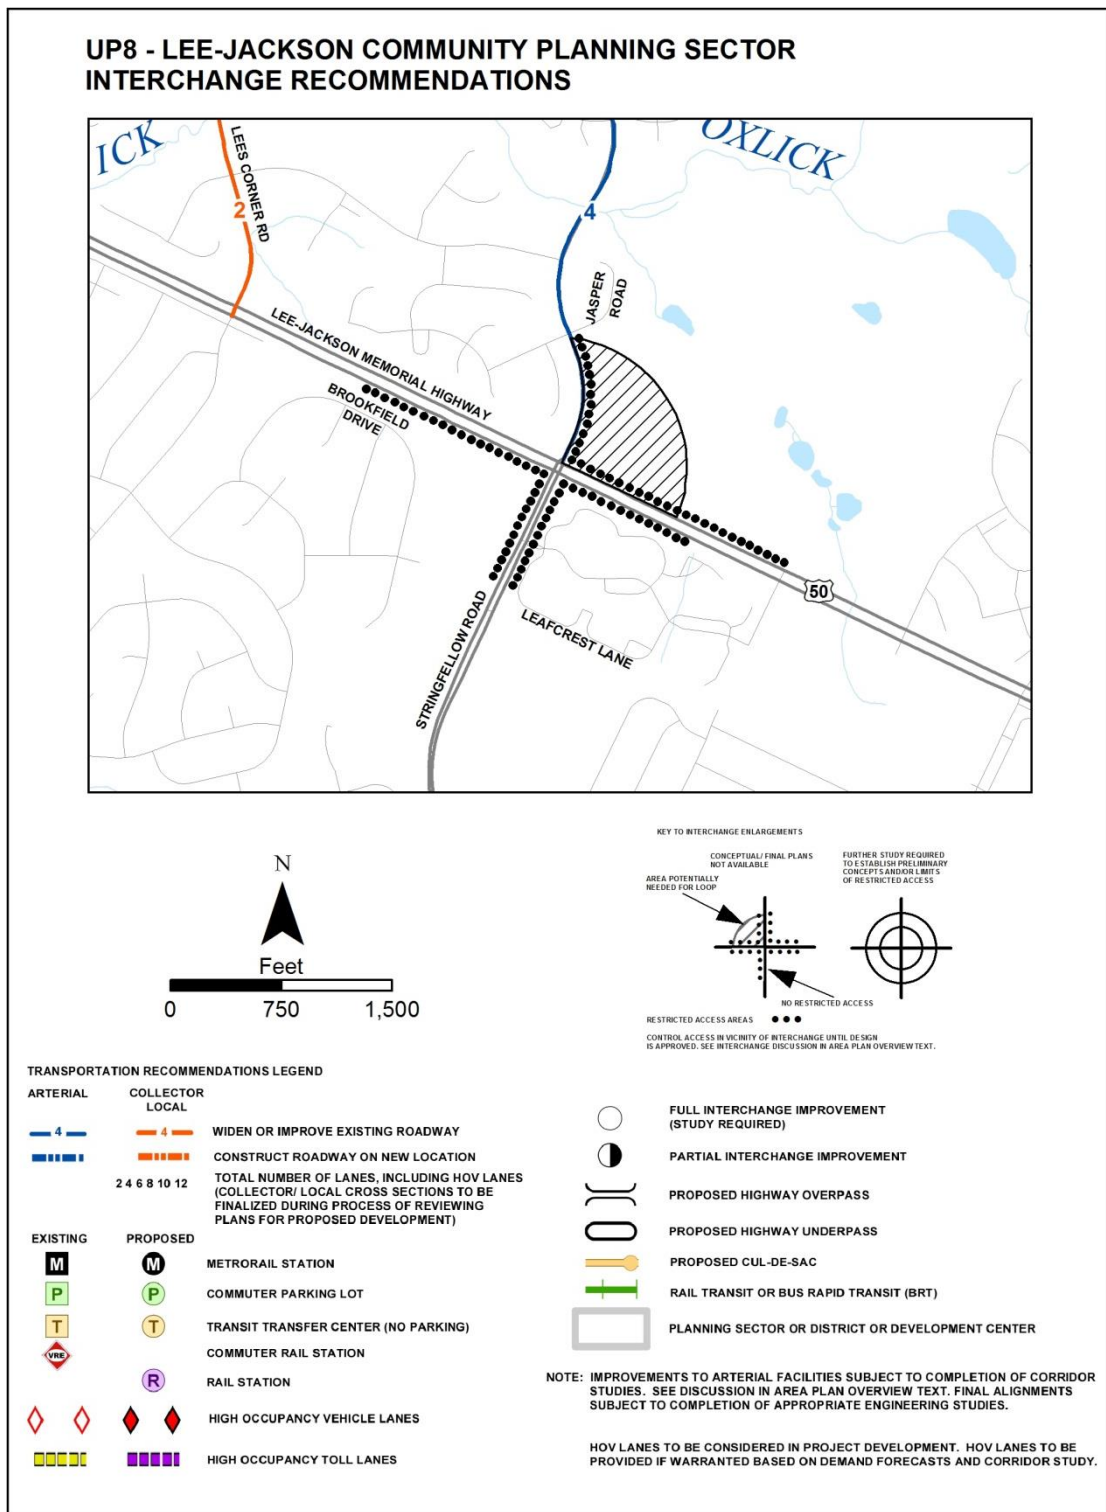 UP8 - LEE-JACKSON COMMUNITY PLANNING SECTOR
INTERCHANGE RECOMMENDATIONS
ICK
OXLICK
LEES CORNER RD
2
4
JASPER
ROAD
LEE-JACKSON MEMORIAL HIGHWAY
BROOKFIELD
DRIVE
50
STRINGFELLOW ROAD
LEAFCREST LANE
N
Feet
0 750 1,500
KEY TO INTERCHANGE ENLARGEMENTS
CONCEPTUAL/ FINAL PLANS
NOT AVAILABLE
AREA POTENTIALLY
NEEDED FOR LOOP
FURTHER STUDY REQUIRED
TO ESTABLISH PRELIMINARY
CONCEPTS AND/OR LIMITS
OF RESTRICTED ACCESS
NO RESTRICTED ACCESS
RESTRICTED ACCESS AREAS
CONTROL ACCESS IN VICINITY OF INTERCHANGE UNTIL DESIGN
IS APPROVED. SEE INTERCHANGE DISCUSSION IN AREA PLAN OVERVIEW TEXT.
TRANSPORTATION RECOMMENDATIONS LEGEND
ARTERIAL
COLLECTOR
LOCAL
4 4 WIDEN OR IMPROVE EXISTING ROADWAY
CONSTRUCT ROADWAY ON NEW LOCATION
2 4 6 8 10 12 TOTAL NUMBER OF LANES, INCLUDING HOV LANES
(COLLECTOR/ LOCAL CROSS SECTIONS TO BE
FINALIZED DURING PROCESS OF REVIEWING
PLANS FOR PROPOSED DEVELOPMENT)
EXISTING PROPOSED
M M METRORAIL STATION
P P COMMUTER PARKING LOT
T T TRANSIT TRANSFER CENTER (NO PARKING)
VRE COMMUTER RAIL STATION
R RAIL STATION
HIGH OCCUPANCY VEHICLE LANES
HIGH OCCUPANCY TOLL LANES
FULL INTERCHANGE IMPROVEMENT
(STUDY REQUIRED)
PARTIAL INTERCHANGE IMPROVEMENT
PROPOSED HIGHWAY OVERPASS
PROPOSED HIGHWAY UNDERPASS
PROPOSED CUL-DE-SAC
RAIL TRANSIT OR BUS RAPID TRANSIT (BRT)
PLANNING SECTOR OR DISTRICT OR DEVELOPMENT CENTER
NOTE: IMPROVEMENTS TO ARTERIAL FACILITIES SUBJECT TO COMPLETION OF CORRIDOR
STUDIES. SEE DISCUSSION IN AREA PLAN OVERVIEW TEXT. FINAL ALIGNMENTS
SUBJECT TO COMPLETION OF APPROPRIATE ENGINEERING STUDIES.
HOV LANES TO BE CONSIDERED IN PROJECT DEVELOPMENT. HOV LANES TO BE
PROVIDED IF WARRANTED BASED ON DEMAND FORECASTS AND CORRIDOR STUDY.